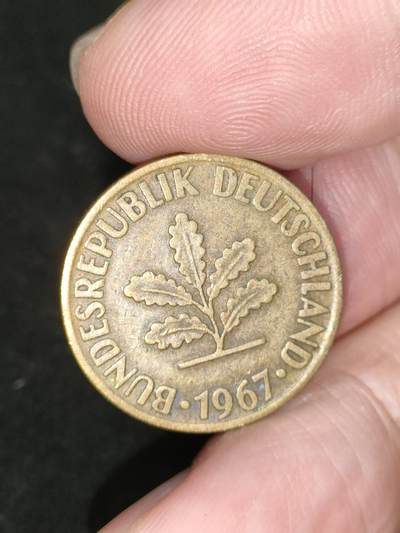 BUNDESREPUBLIK DEUTSCHLAND
· 1967 ·